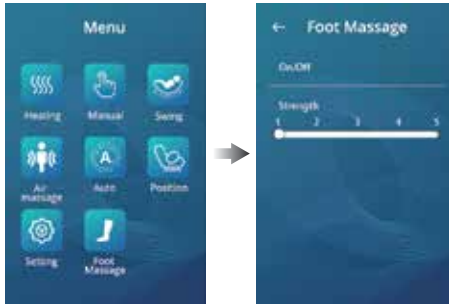 Menu
Heating Manual Swing
Air
massage
Auto Position
Setting Foot
Massage
A
← Foot Massage
On/Off
Strength
1 2 3 4 5